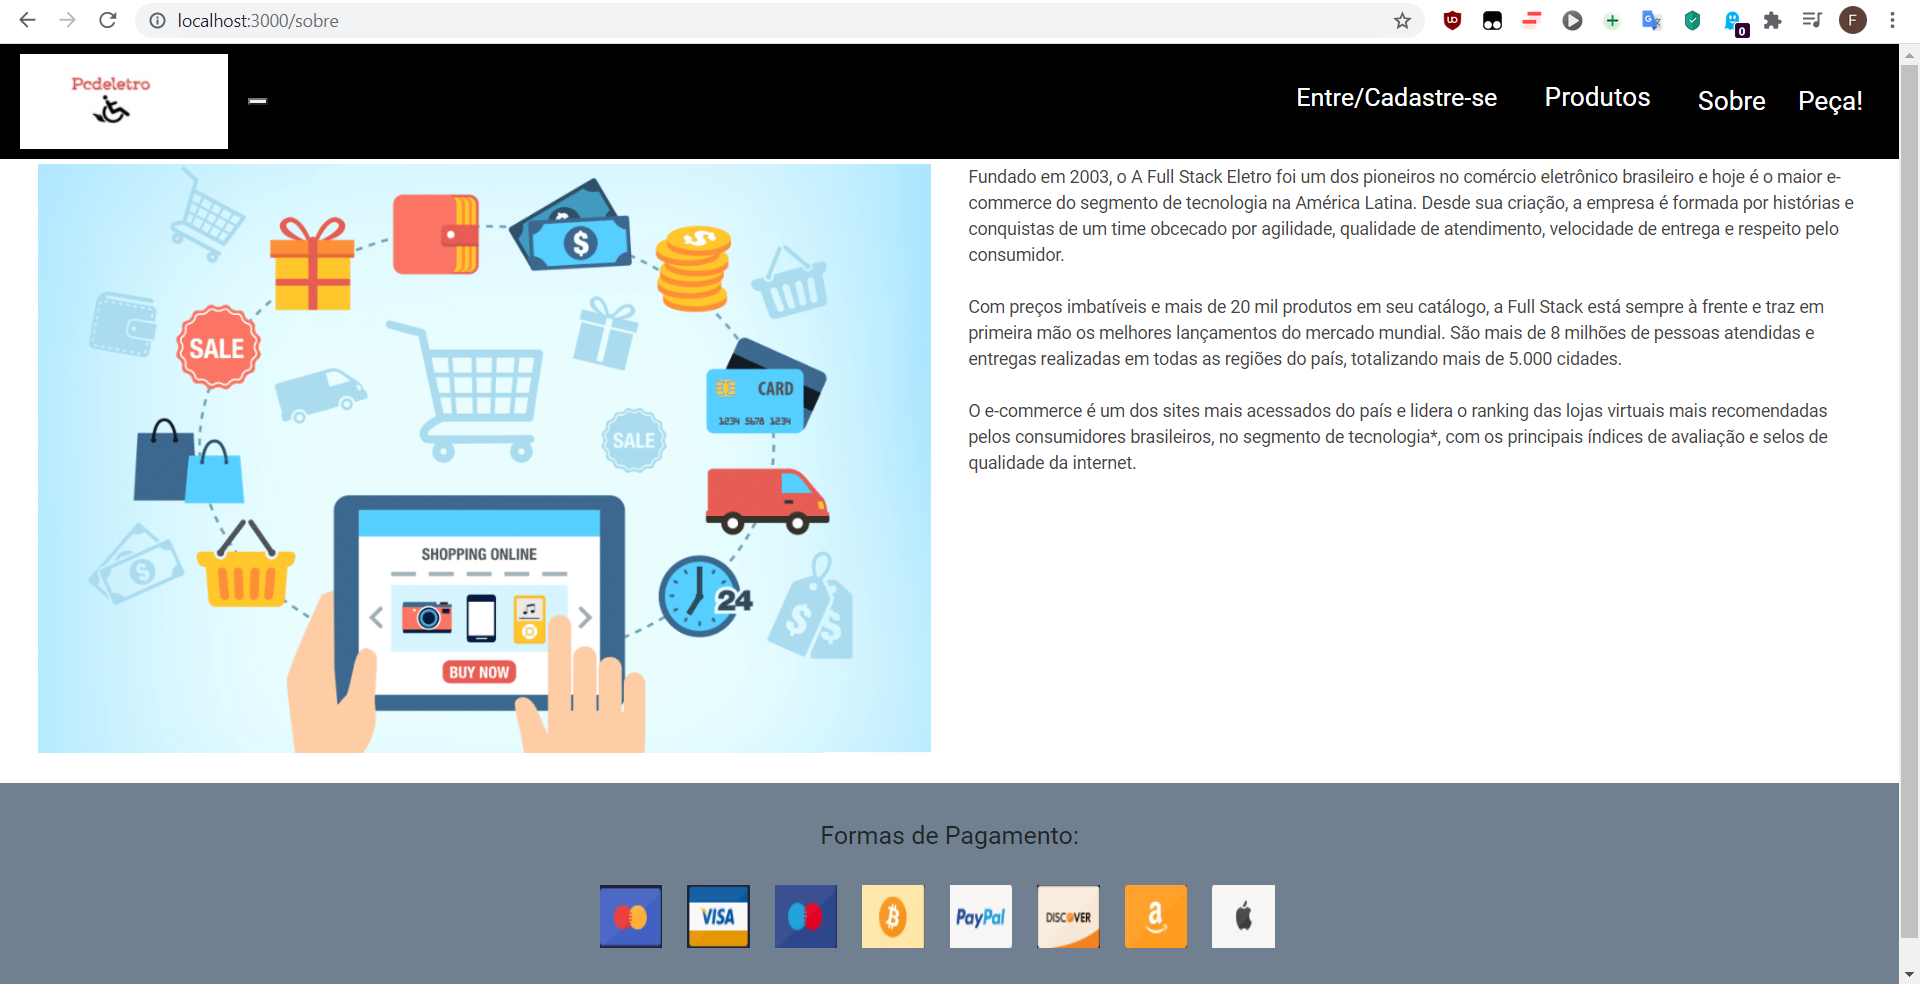 localhost:3000/sobre
F
0
Pcdeletro
Entre/Cadastre-se
Produtos
Sobre
Peça!
Fundado em 2003, o A Full Stack Eletro foi um dos pioneiros no comércio eletrônico brasileiro e hoje é o maior e-
commerce do segmento de tecnologia na América Latina. Desde sua criação, a empresa é formada por histórias e
conquistas de um time obcecado por agilidade, qualidade de atendimento, velocidade de entrega e respeito pelo
consumidor.
Com preços imbatíveis e mais de 20 mil produtos em seu catálogo, a Full Stack está sempre à frente e traz em
primeira mão os melhores lançamentos do mercado mundial. São mais de 8 milhões de pessoas atendidas e
entregas realizadas em todas as regiões do país, totalizando mais de 5.000 cidades.
O e-commerce é um dos sites mais acessados do país e lidera o ranking das lojas virtuais mais recomendadas
pelos consumidores brasileiros, no segmento de tecnologia*, com os principais índices de avaliação e selos de
qualidade da internet.
SALE
CARD
1234 5678 1234
SALE
SHOPPING ONLINE
24
BUY NOW
Formas de Pagamento:
VISA
PayPal
DISCOVER